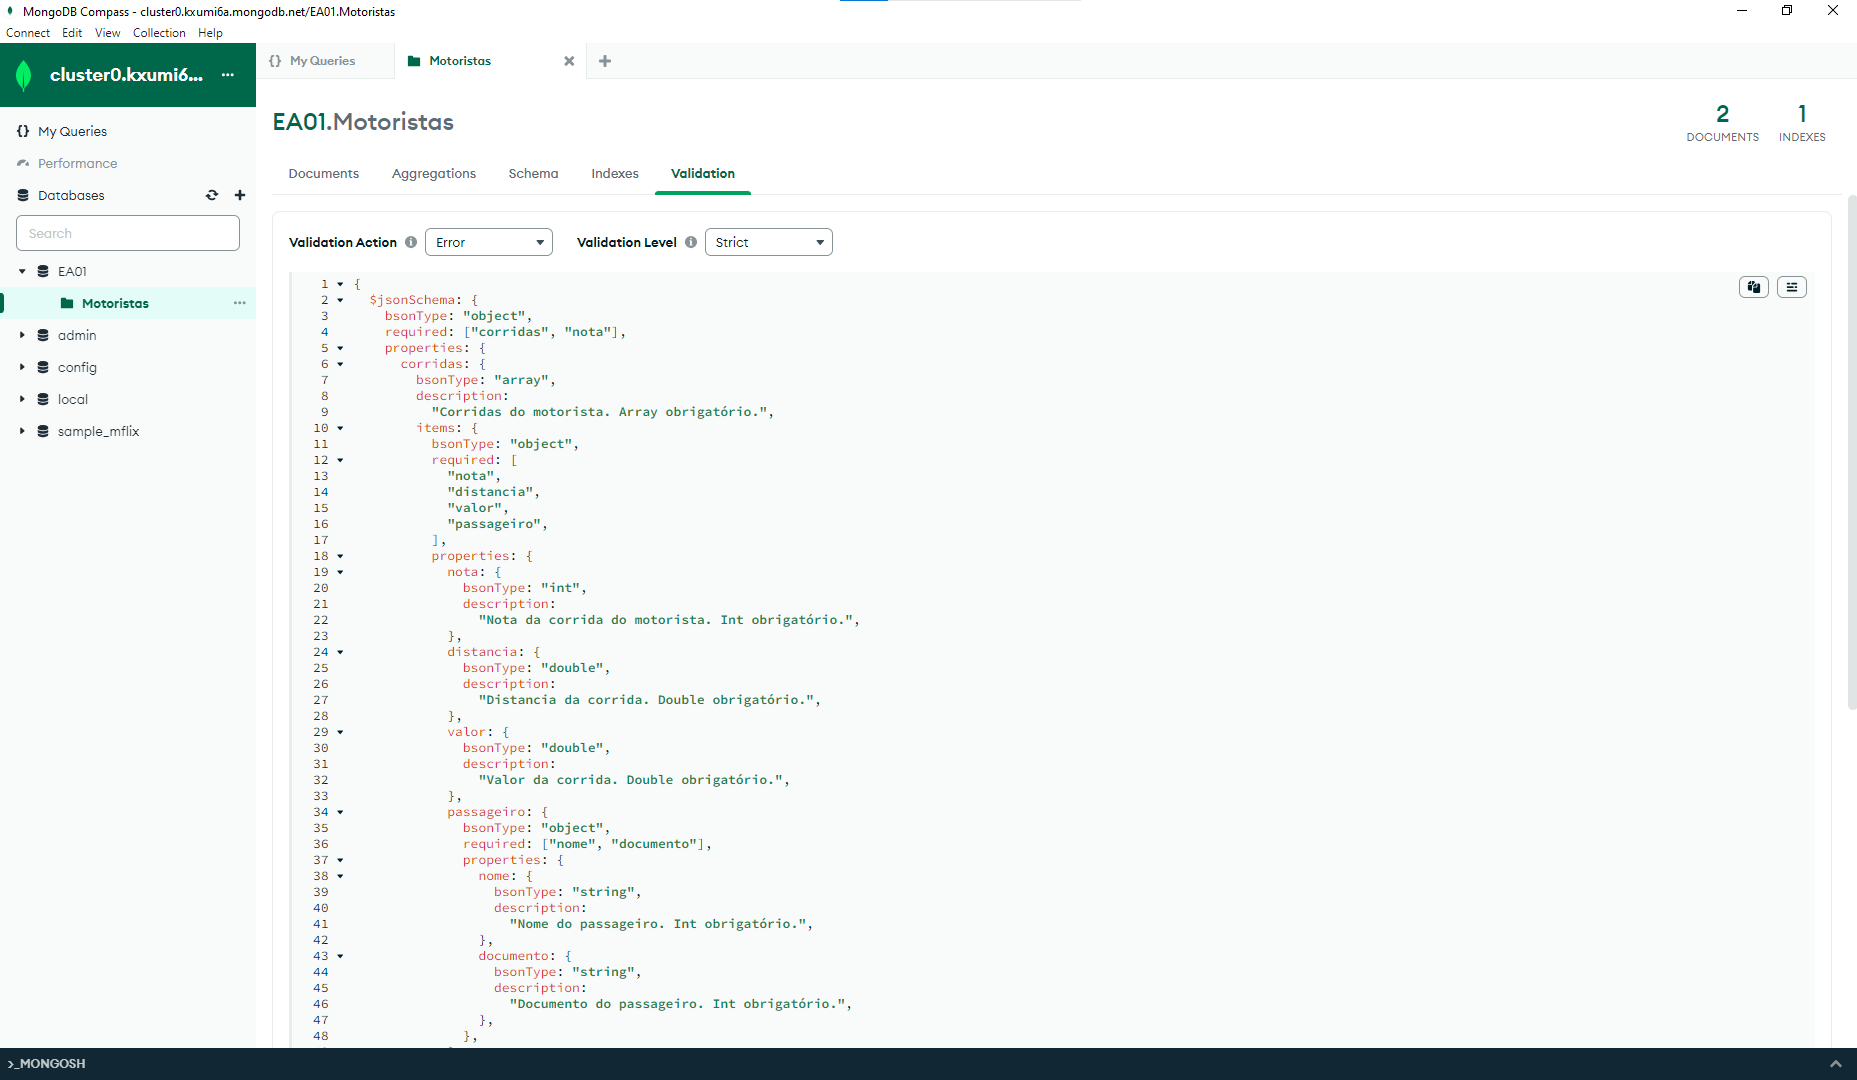 MongoDB Compass - cluster0.kxumi6a.mongodb.net/EA01.Motoristas
Connect Edit View Collection Help
cluster0.kxumi6... ...
My Queries
Performance
Databases
Search
EA01
Motoristas ...
admin
config
local
sample_mflix
{} My Queries
Motoristas
EA01.Motoristas
2 DOCUMENTS
1 INDEXES
Documents Aggregations Schema Indexes Validation
Validation Action Error Validation Level Strict
1 {
2 $jsonSchema: {
3 bsonType: "object",
4 required: ["corridas", "nota"],
5 properties: {
6 corridas: {
7 bsonType: "array",
8 description:
9 "Corridas do motorista. Array obrigatório.",
10 items: {
11 bsonType: "object",
12 required: [
13 "nota",
14 "distancia",
15 "valor",
16 "passageiro",
17 ],
18 properties: {
19 nota: {
20 bsonType: "int",
21 description:
22 "Nota da corrida do motorista. Int obrigatório.",
23 },
24 distancia: {
25 bsonType: "double",
26 description:
27 "Distancia da corrida. Double obrigatório.",
28 },
29 valor: {
30 bsonType: "double",
31 description:
32 "Valor da corrida. Double obrigatório.",
33 },
34 passageiro: {
35 bsonType: "object",
36 required: ["nome", "documento"],
37 properties: {
38 nome: {
39 bsonType: "string",
40 description:
41 "Nome do passageiro. Int obrigatório.",
42 },
43 documento: {
44 bsonType: "string",
45 description:
46 "Documento do passageiro. Int obrigatório.",
47 },
48 },
>_MONGOSH